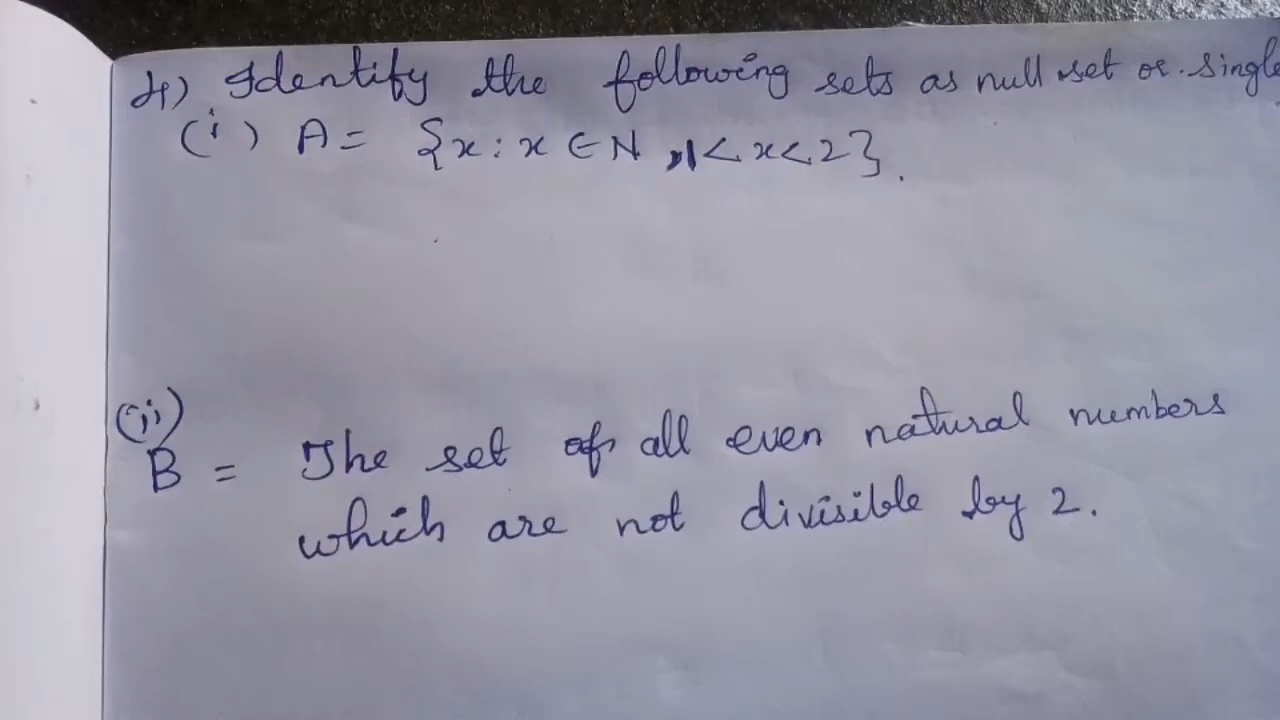 4) Identify the following sets as null set or single
(i) A = {x : x ∈ N, 1 < x < 2}.
(ii)
B = The set of all even natural numbers
which are not divisible by 2.